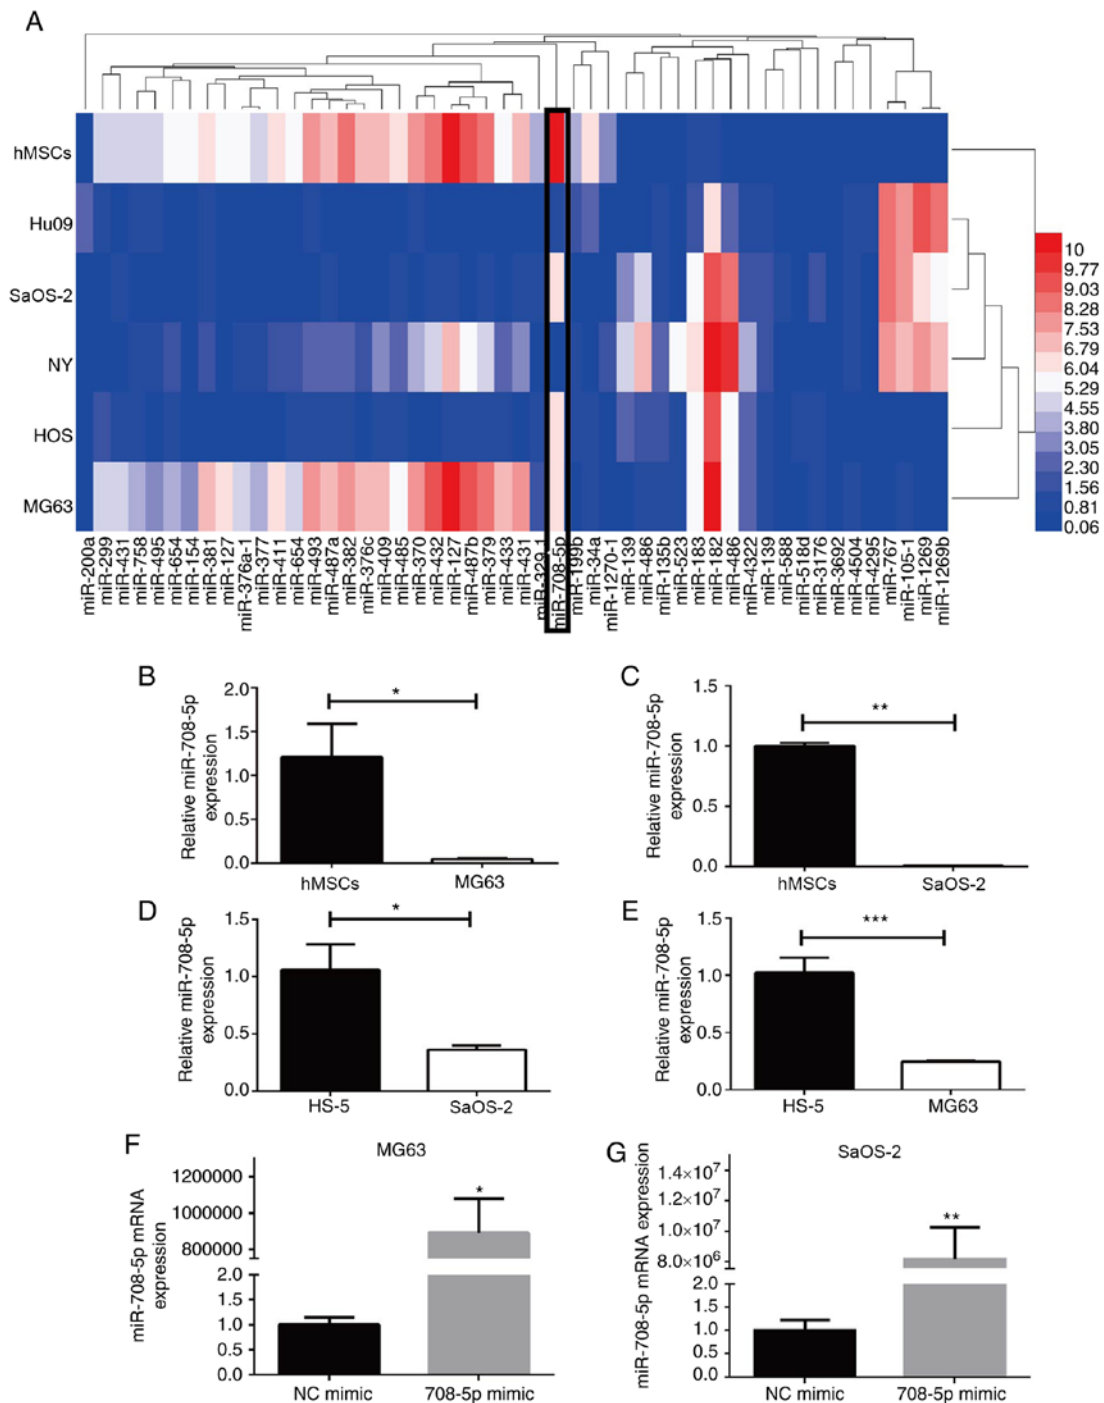 A
hMSCs
Hu09
SaOS-2
NY
HOS
MG63
10
9.77
9.03
8.28
7.53
6.79
6.04
5.29
4.55
3.80
3.05
2.30
1.56
0.81
0.06
miR-200a
miR-299
miR-431
miR-758
miR-495
miR-654
miR-154
miR-381
miR-127
miR-376a-1
miR-377
miR-411
miR-654
miR-493
miR-487a
miR-382
miR-376c
miR-409
miR-485
miR-370
miR-432
miR-127
miR-487b
miR-379
miR-433
miR-431
miR-329-1
miR-708-5p
miR-199b
miR-34a
miR-1270-1
miR-139
miR-486
miR-135b
miR-523
miR-183
miR-182
miR-486
miR-4322
miR-139
miR-588
miR-518d
miR-3176
miR-3692
miR-4504
miR-4295
miR-767
miR-105-1
miR-1269
miR-1269b
B
Relative miR-708-5p
expression
2.0
1.5
1.0
0.5
0.0
*
hMSCs MG63
C
Relative miR-708-5p
expression
1.5
1.0
0.5
0.0
**
hMSCs SaOS-2
D
Relative miR-708-5p
expression
1.5
1.0
0.5
0.0
*
HS-5 SaOS-2
E
Relative miR-708-5p
expression
1.5
1.0
0.5
0.0
***
HS-5 MG63
F
MG63
miR-708-5p mRNA
expression
1200000
1000000
800000
2.0
1.5
1.0
0.5
0.0
*
NC mimic 708-5p mimic
G
SaOS-2
miR-708-5p mRNA expression
1.4×10⁷
1.2×10⁷
1.0×10⁷
8.0×10⁶
2.0
1.5
1.0
0.5
0.0
**
NC mimic 708-5p mimic